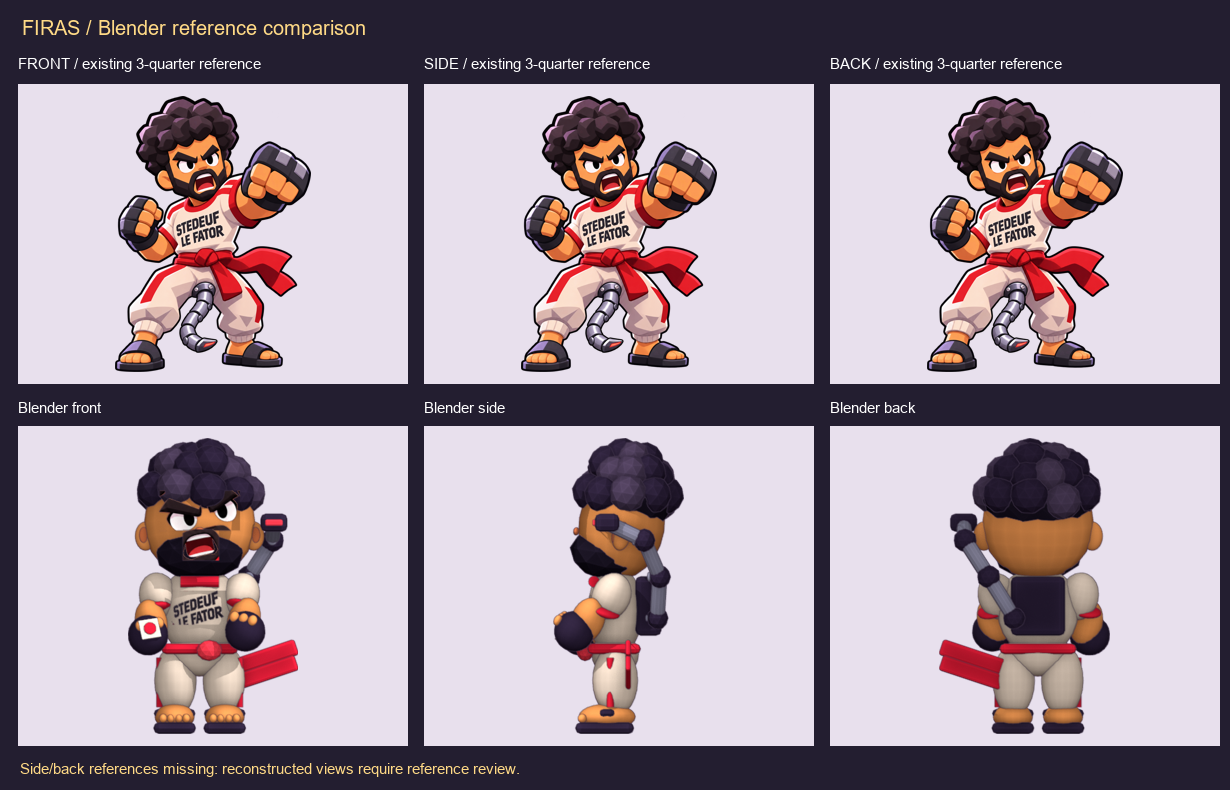 FIRAS / Blender reference comparison
FRONT / existing 3-quarter reference
SIDE / existing 3-quarter reference
BACK / existing 3-quarter reference
STEDEUF
LE FATOR
STEDEUF
LE FATOR
STEDEUF
LE FATOR
Blender front
Blender side
Blender back
STEDEUF
LE FATOR
Side/back references missing: reconstructed views require reference review.